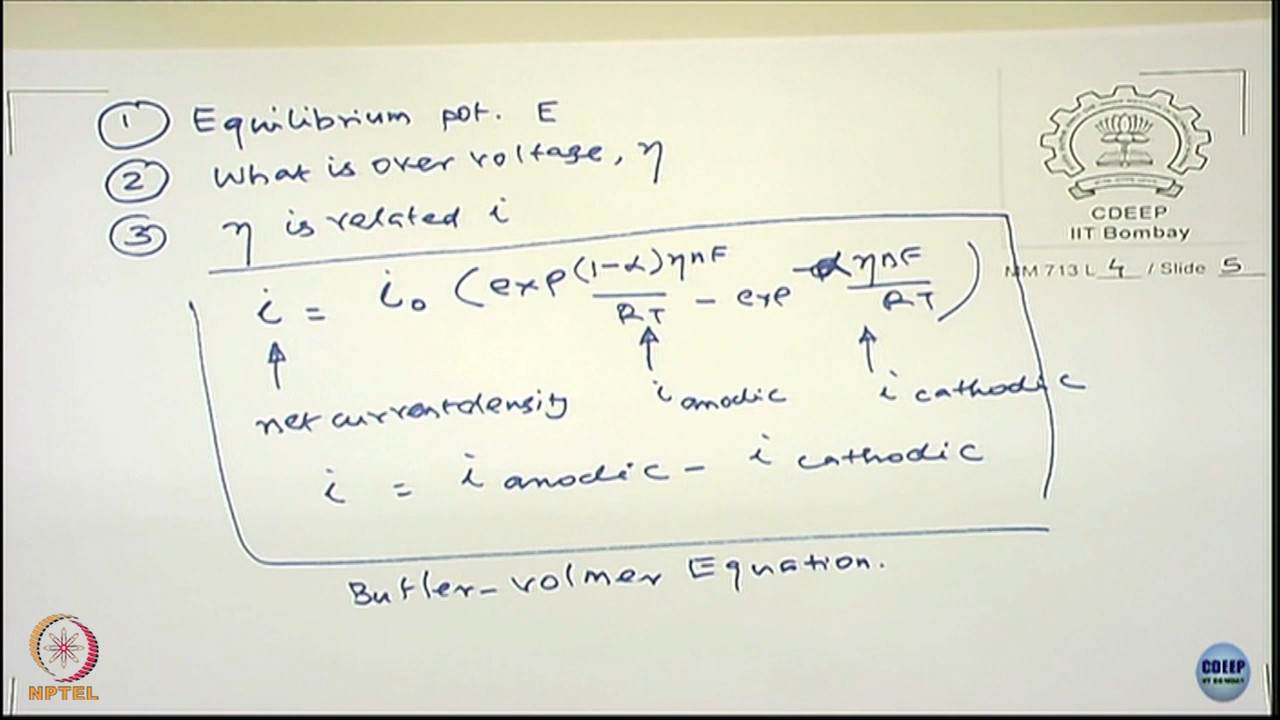 ① Equilibrium pot. E
② What is over voltage, η
③ η is related i
i = i₀ (exp (1-α)ηnF / RT - exp -αηnF / RT)
net current density
i anodic
i cathodic
i = i anodic - i cathodic
Butler-volmer Equation.
CDEEP
IIT Bombay
MM 713 L 4 / Slide 5
NPTEL
CDEEP
IIT BOMBAY